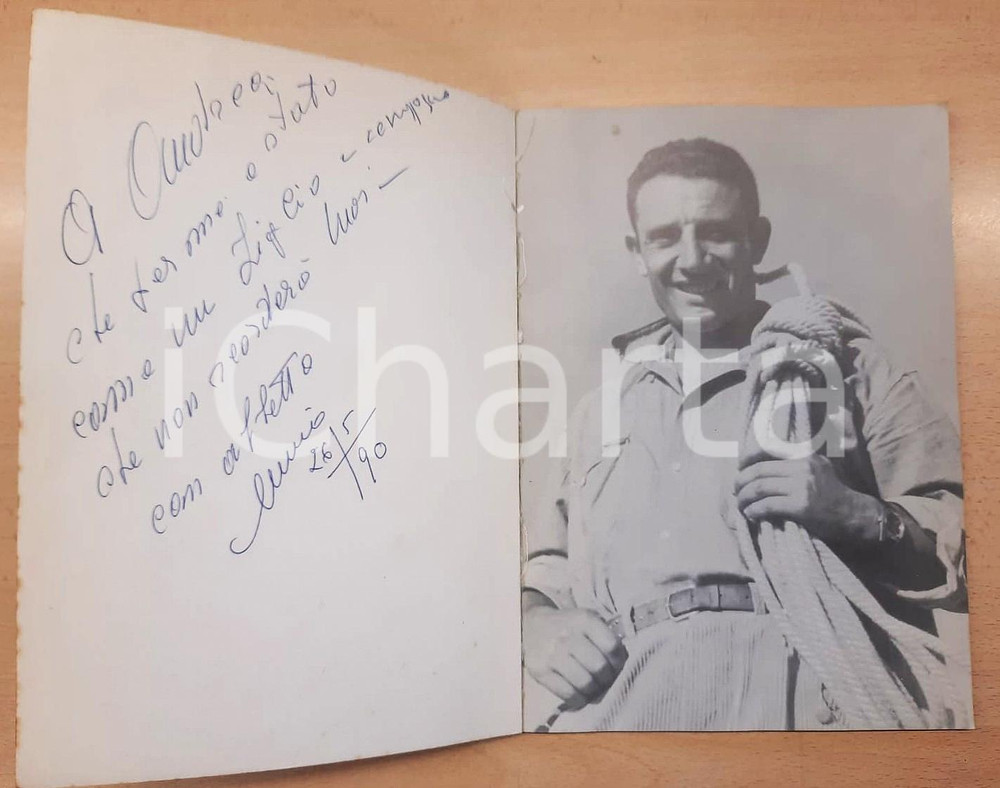 A Andrea
che per me è stato
come un figlio - compagno
che non scorderò mai -
con affetto
26/5/90
iCharta